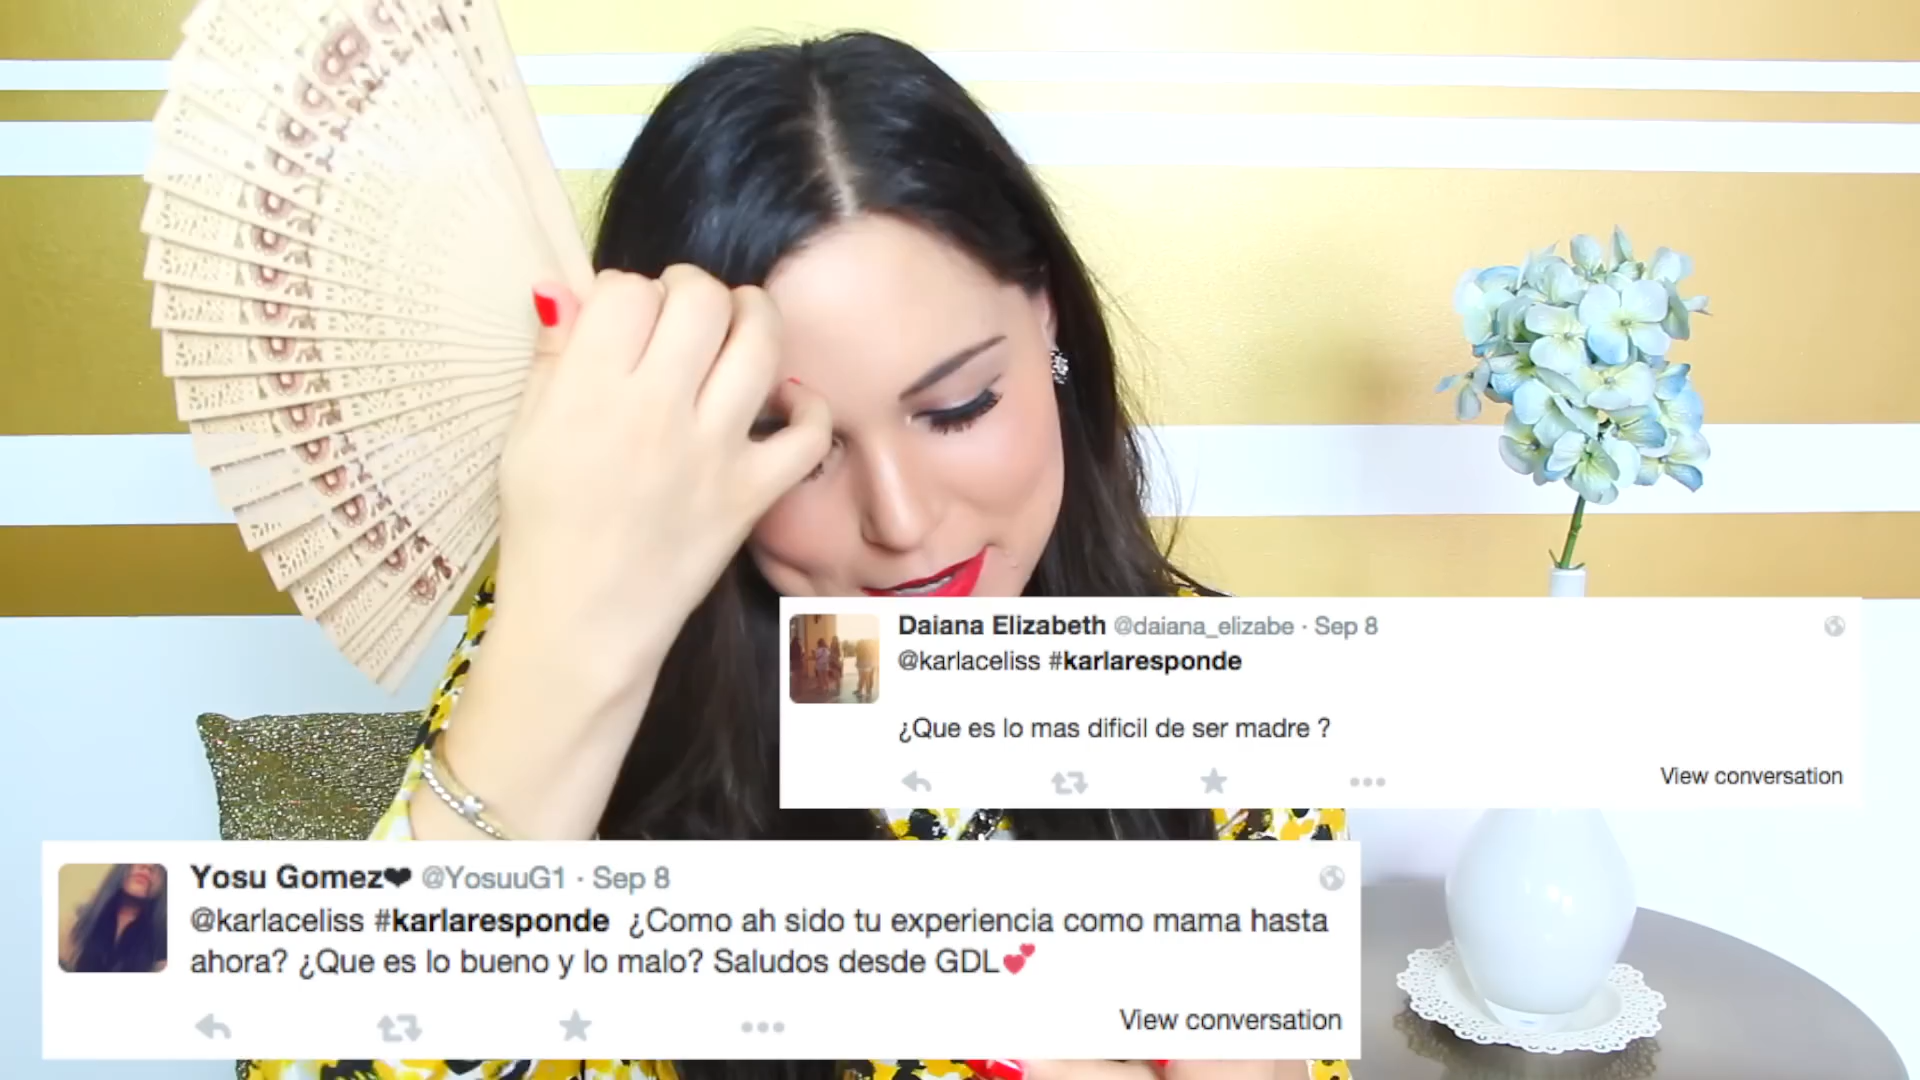 Daiana Elizabeth @daiana_elizabe · Sep 8
@karlaceliss #karlaresponde
¿Que es lo mas dificil de ser madre ?
View conversation
Yosu Gomez❤ @YosuuG1 · Sep 8
@karlaceliss #karlaresponde ¿Como ah sido tu experiencia como mama hasta
ahora? ¿Que es lo bueno y lo malo? Saludos desde GDL💕
View conversation